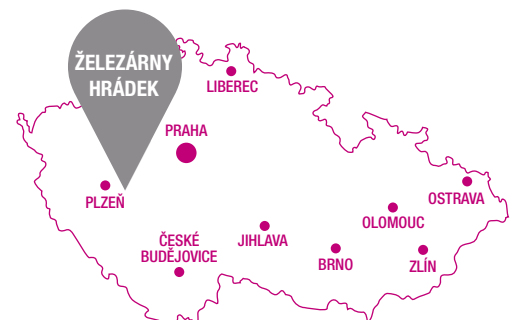 ŽELEZÁRNY
HRÁDEK
LIBEREC
PRAHA
PLZEŇ
OSTRAVA
OLOMOUC
ČESKÉ
BUDĚJOVICE
JIHLAVA
BRNO
ZLÍN